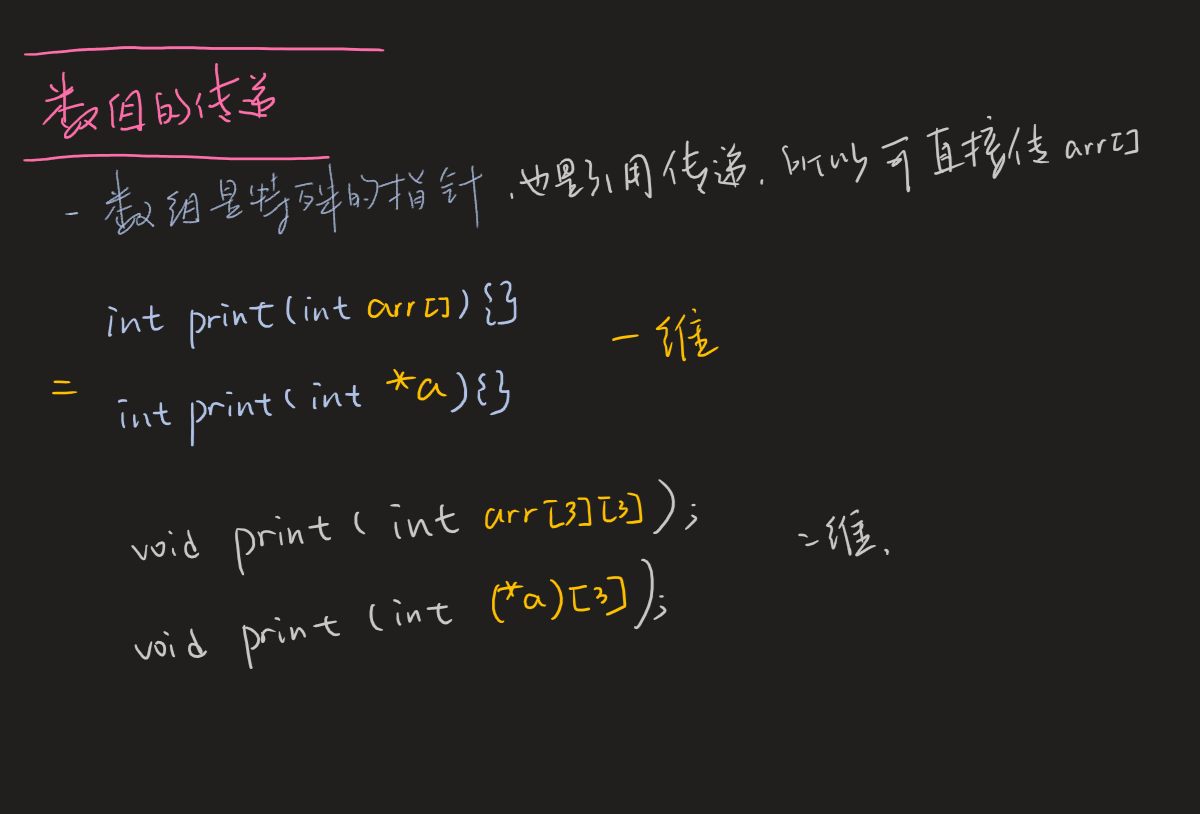 数组的传递
- 数组是特殊的指针，也是引用传递，所以可直接传 arr[]
int print(int arr[]){}
一维
=
int print(int *a){}
void print(int arr[3][3]);
二维.
void print(int (*a)[3]);